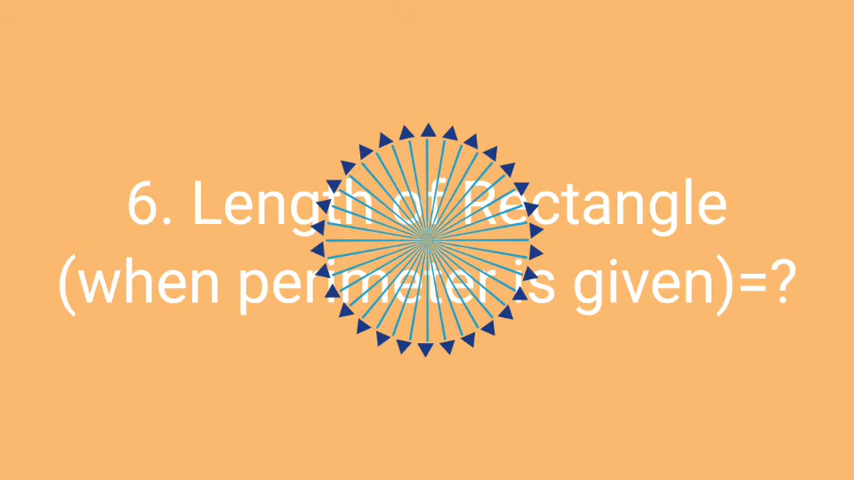 6. Length of Rectangle
(when perimeter is given)=?